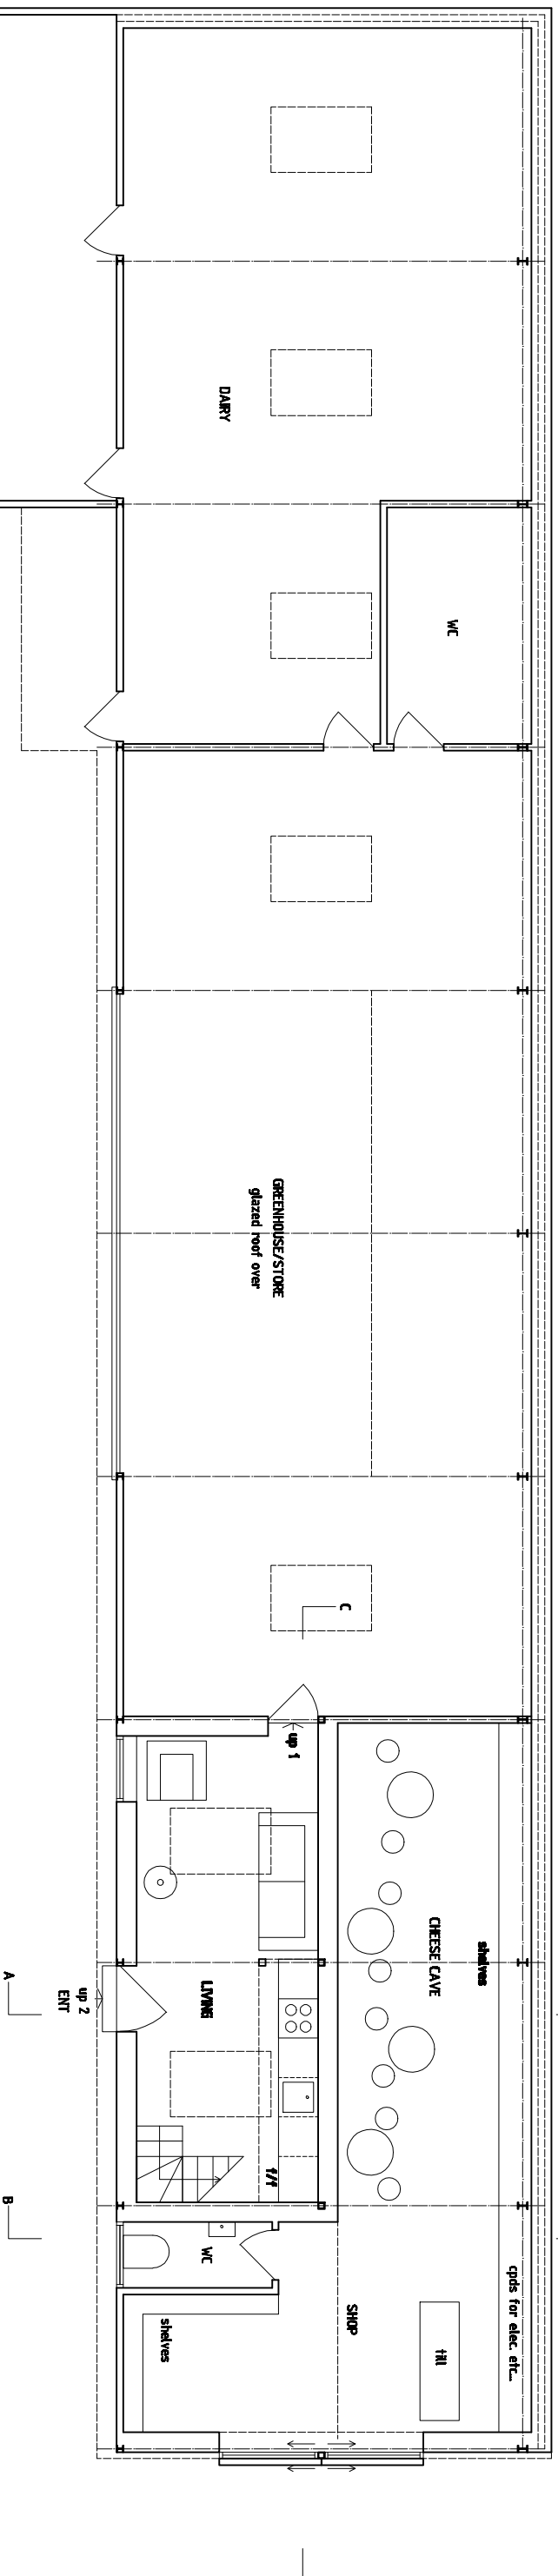 DAIRY
WC
GREENHOUSE/STORE
glazed roof over
C
up 1
CHEESE CAVE
shelves
LIVING
A
up 2
ENT
f/f
B
WC
SHOP
shelves
till
cpds for elec. etc...